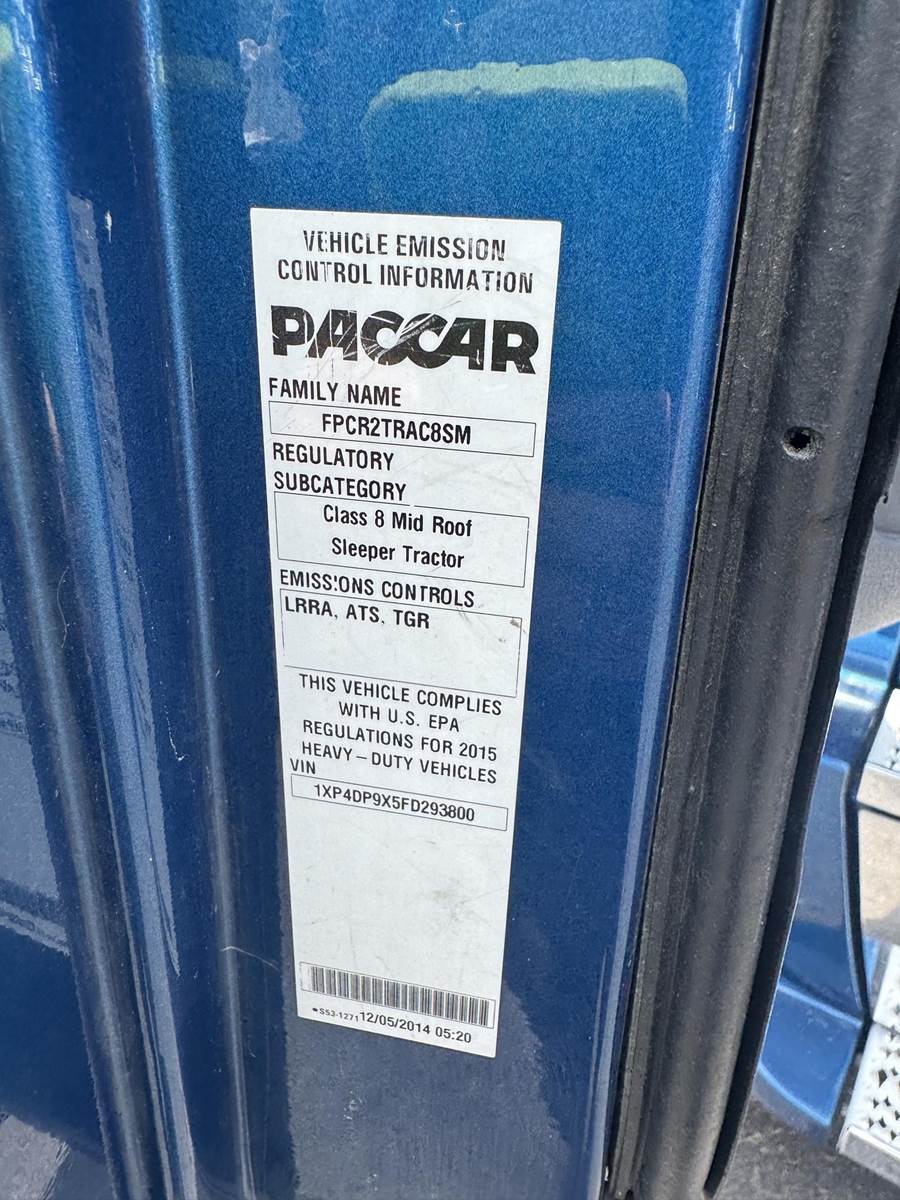 VEHICLE EMISSION
CONTROL INFORMATION
PACCAR
FAMILY NAME
FPCR2TRAC8SM
REGULATORY
SUBCATEGORY
Class 8 Mid Roof
Sleeper Tractor
EMISSIONS CONTROLS
LRRA, ATS, TGR
THIS VEHICLE COMPLIES
WITH U.S. EPA
REGULATIONS FOR 2015
HEAVY-DUTY VEHICLES
VIN
1XP4DP9X5FD293800
*S53-1271 12/05/2014 05:20